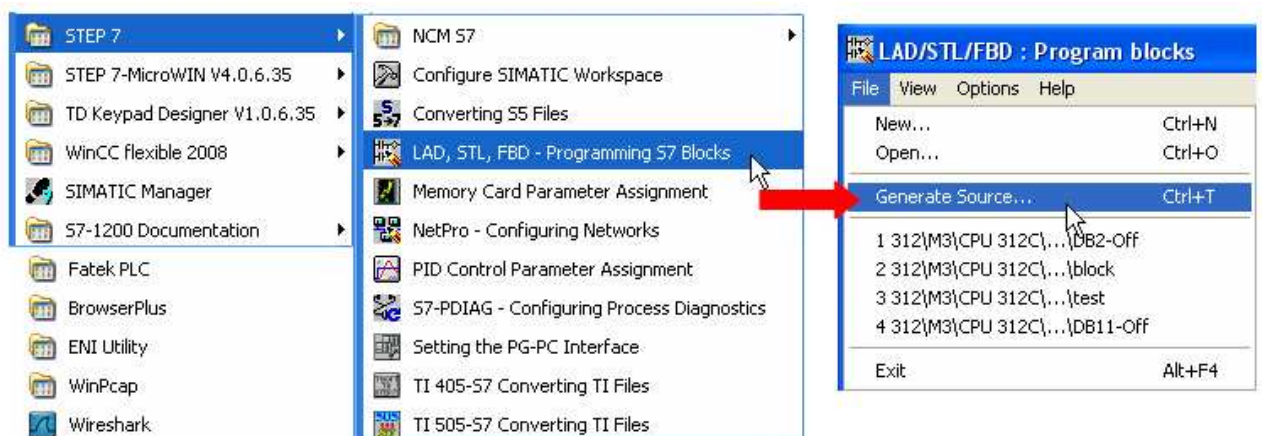 STEP 7
STEP 7-MicroWIN V4.0.6.35
TD Keypad Designer V1.0.6.35
WinCC flexible 2008
SIMATIC Manager
S7-1200 Documentation
Fatek PLC
BrowserPlus
ENI Utility
WinPcap
Wireshark
NCM S7
Configure SIMATIC Workspace
Converting S5 Files
LAD, STL, FBD - Programming S7 Blocks
Memory Card Parameter Assignment
NetPro - Configuring Networks
PID Control Parameter Assignment
S7-PDIAG - Configuring Process Diagnostics
Setting the PG-PC Interface
TI 405-S7 Converting TI Files
TI 505-S7 Converting TI Files
LAD/STL/FBD : Program blocks
File View Options Help
New... Ctrl+N
Open... Ctrl+O
Generate Source... Ctrl+T
1 312\M3\CPU 312C\...\DB2-Off
2 312\M3\CPU 312C\...\block
3 312\M3\CPU 312C\...\test
4 312\M3\CPU 312C\...\DB11-Off
Exit Alt+F4